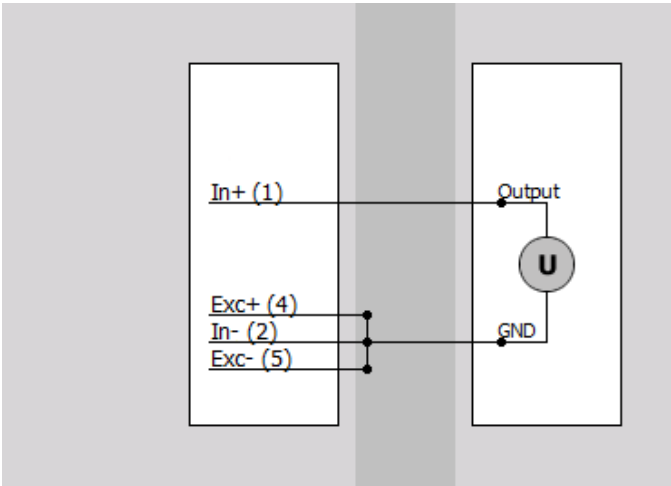 In+ (1)
Output
U
Exc+ (4)
In- (2)
GND
Exc- (5)